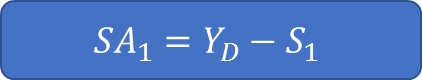 SA₁ = Y_D − S₁